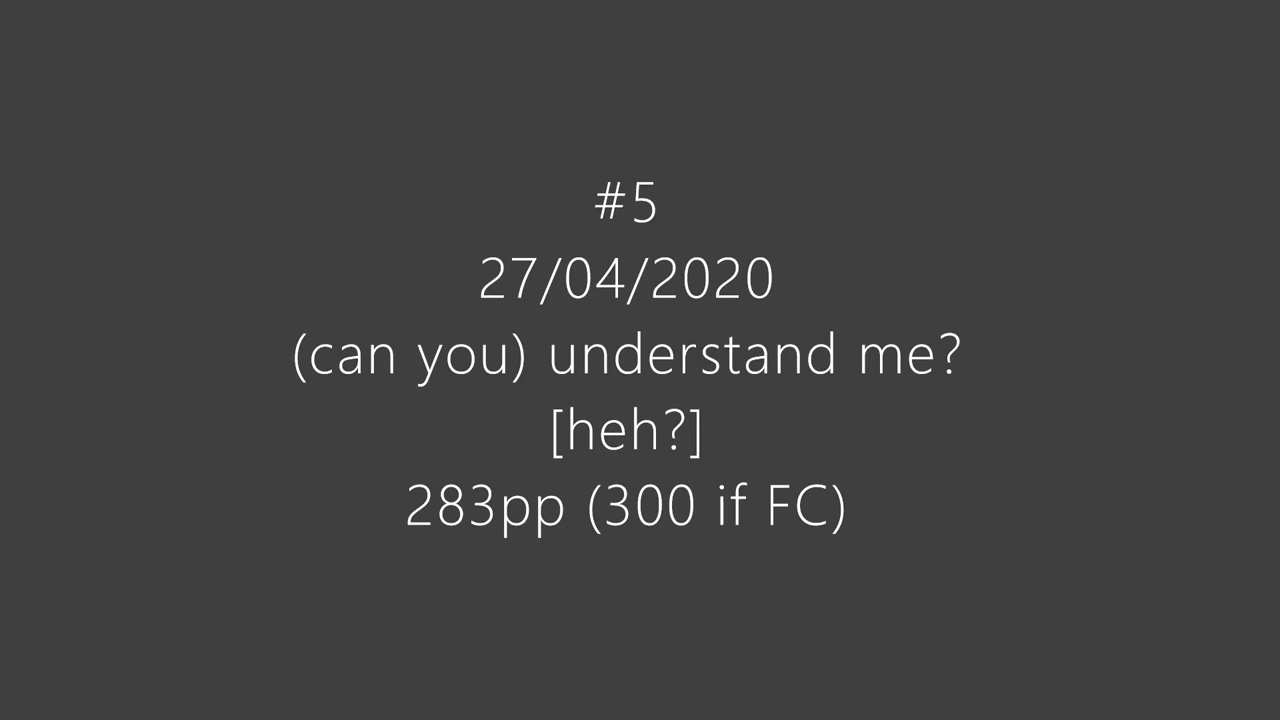 #5
27/04/2020
(can you) understand me?
[heh?]
283pp (300 if FC)